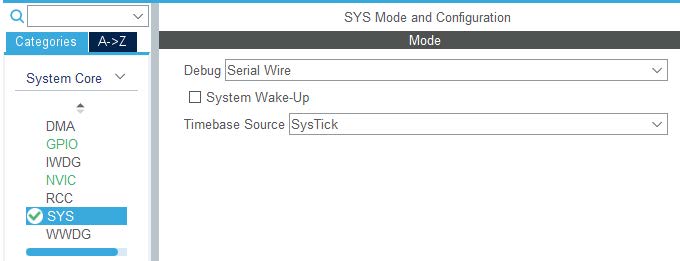 SYS Mode and Configuration
Categories A->Z
Mode
System Core
Debug Serial Wire
System Wake-Up
Timebase Source SysTick
DMA
GPIO
IWDG
NVIC
RCC
SYS
WWDG